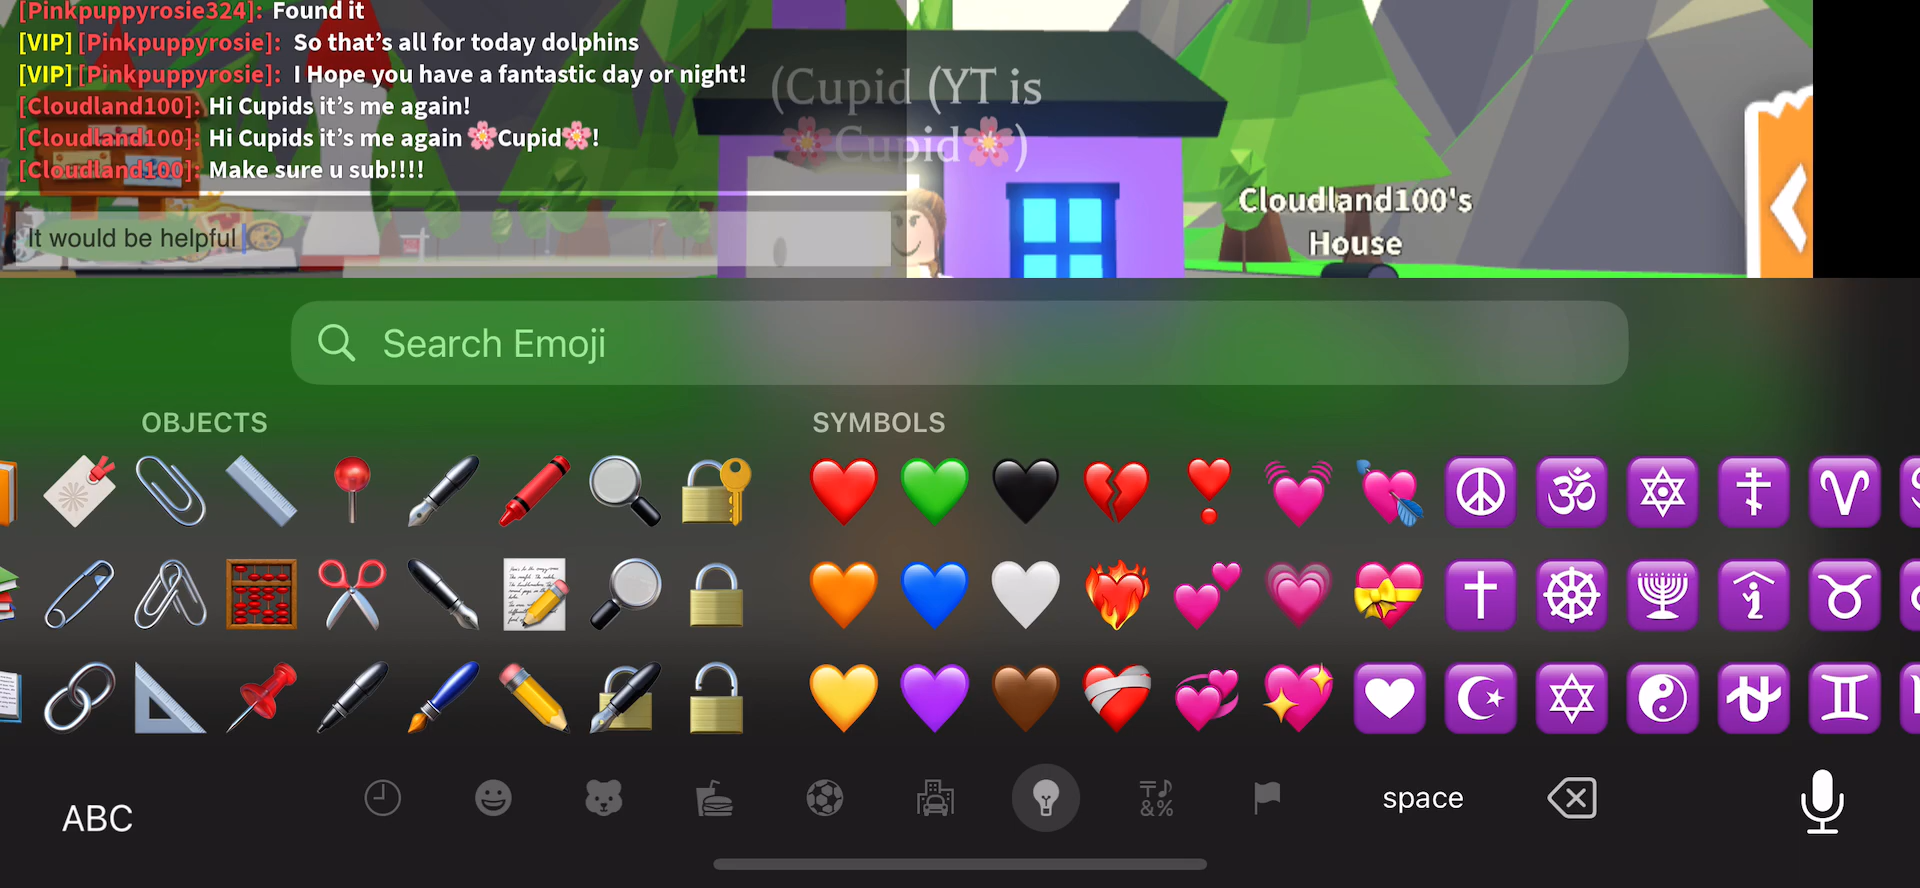 [Pinkpuppyrosie324]: Found it
[VIP] [Pinkpuppyrosie]: So that's all for today dolphins
[VIP] [Pinkpuppyrosie]: I Hope you have a fantastic day or night!
[Cloudland100]: Hi Cupids it's me again!
[Cloudland100]: Hi Cupids it's me again 🌸Cupid🌸!
[Cloudland100]: Make sure u sub!!!!
It would be helpful
(Cupid (YT is
🌸Cupid🌸)
Cloudland100's
House
Search Emoji
OBJECTS
SYMBOLS
ABC
space